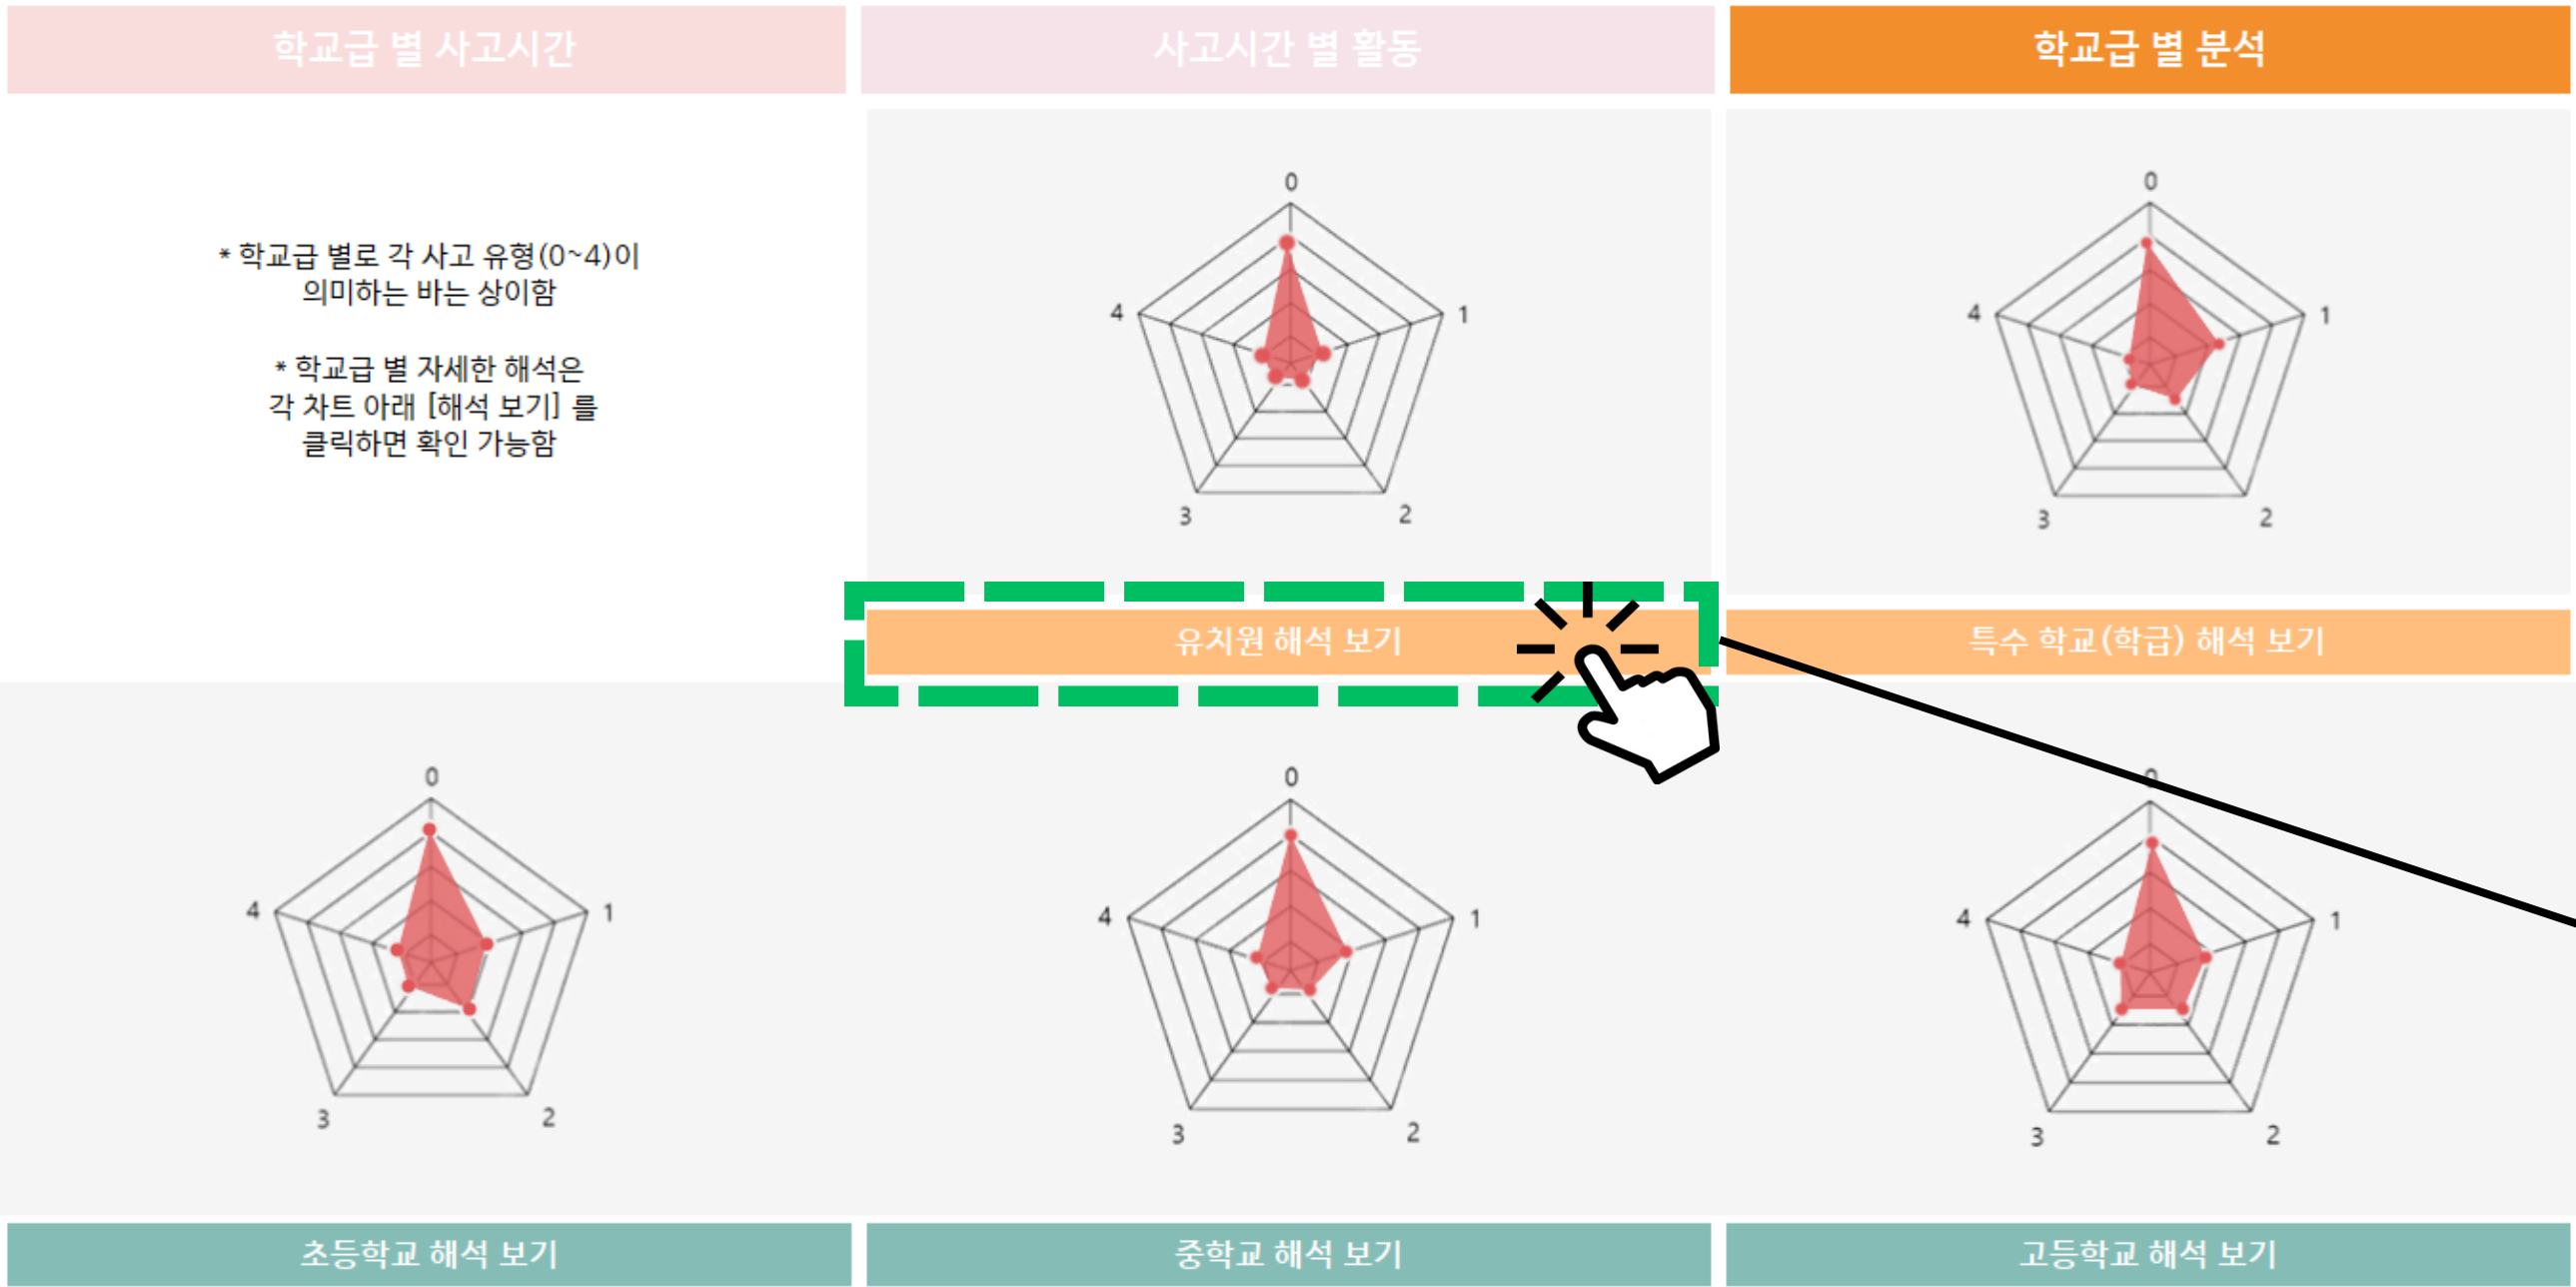 학교급 별 사고시간
사고시간 별 활동
학교급 별 분석
* 학교급 별로 각 사고 유형(0~4)이
의미하는 바는 상이함
* 학교급 별 자세한 해석은
각 차트 아래 [해석 보기] 를
클릭하면 확인 가능함
0
4
1
3
2
0
4
1
3
2
유치원 해석 보기
특수 학교(학급) 해석 보기
0
4
1
3
2
0
4
1
3
2
0
4
1
3
2
초등학교 해석 보기
중학교 해석 보기
고등학교 해석 보기